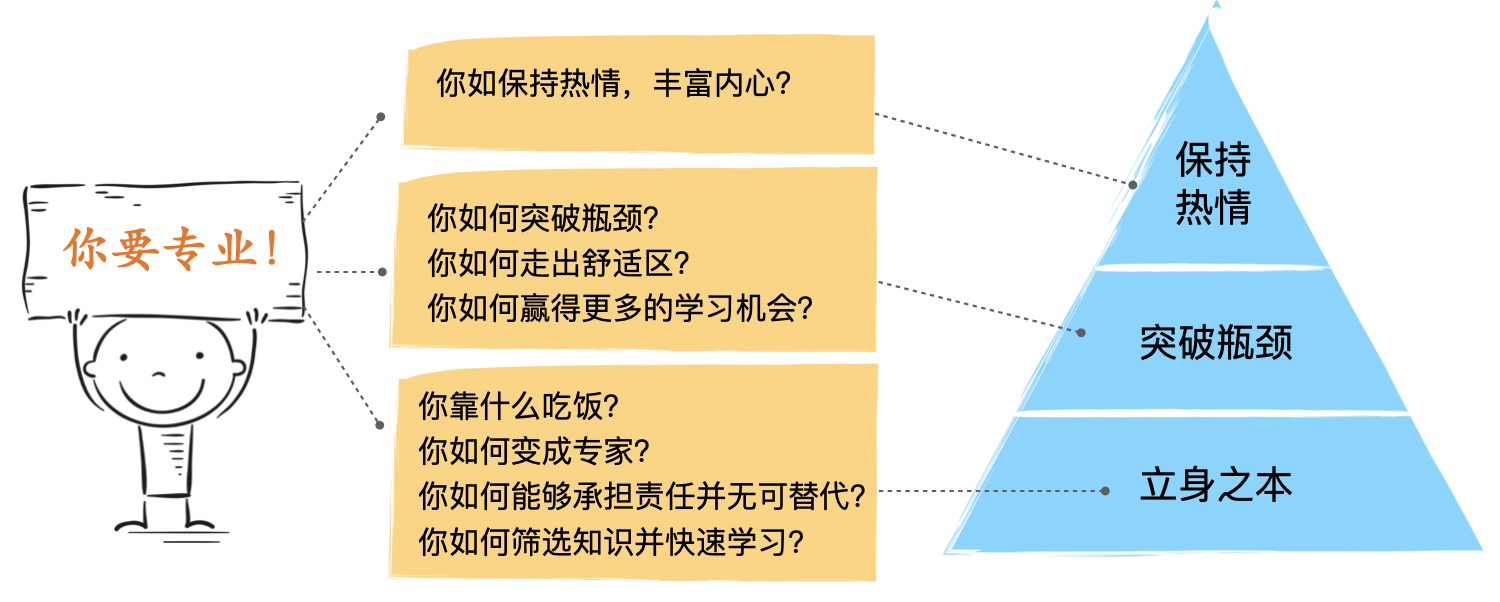 你要专业！
你如保持热情，丰富内心？
你如何突破瓶颈？
你如何走出舒适区？
你如何赢得更多的学习机会？
你靠什么吃饭？
你如何变成专家？
你如何能够承担责任并无可替代？
你如何筛选知识并快速学习？
保持
热情
突破瓶颈
立身之本